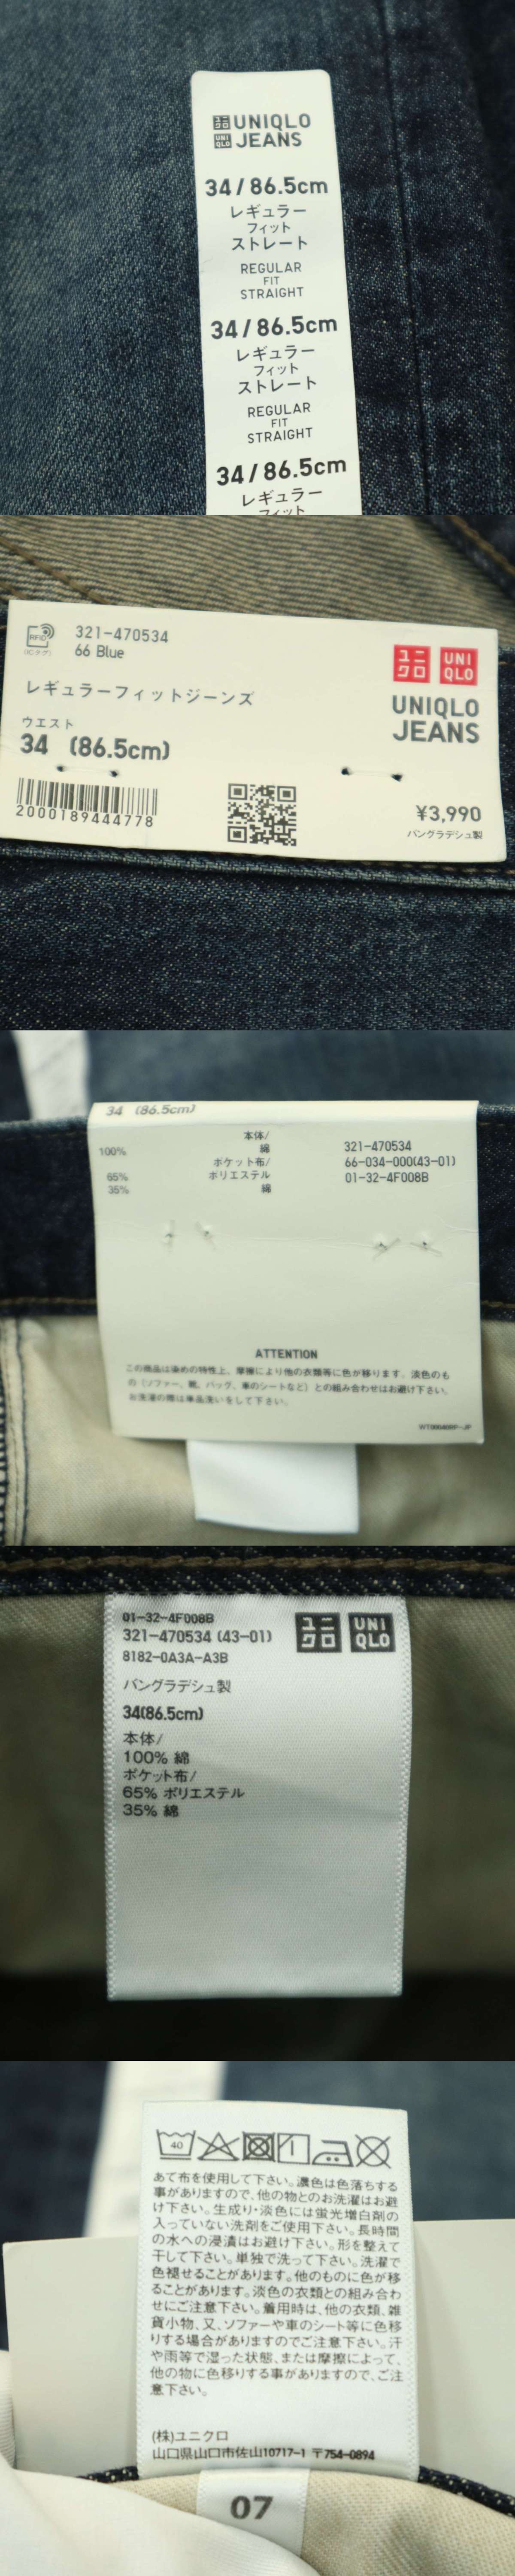 ユニクロ UNIQLO
UNIQLO JEANS
34 / 86.5cm
レギュラー
フィット
ストレート
REGULAR
FIT
STRAIGHT
34 / 86.5cm
レギュラー
フィット
ストレート
REGULAR
FIT
STRAIGHT
34 / 86.5cm
レギュラー
フィット
RFID
(ICタグ)
321-470534
66 Blue
レギュラーフィットジーンズ
ウエスト
34 (86.5cm)
2000189444778
ユニクロ UNIQLO
UNIQLO
JEANS
¥3,990
バングラデシュ製
34 (86.5cm)
本体/
100% 綿
ポケット布/
65% ポリエステル
35% 綿
321-470534
66-034-000(43-01)
01-32-4F008B
ATTENTION
この商品は染めの特性上、摩擦により他の衣類等に色が移ります。淡色のも
の（ソファー、靴、バッグ、車のシートなど）との組み合わせはお避け下さい。
お洗濯の際は単品洗いをして下さい。
01-32-4F008B
321-470534 (43-01)
8182-0A3A-A3B
ユニクロ UNIQLO
バングラデシュ製
34(86.5cm)
本体/
100% 綿
ポケット布/
65% ポリエステル
35% 綿
40
あて布を使用して下さい。濃色は色落ちする
事がありますので、他の物とのお洗濯はお避
け下さい。生成り・淡色には蛍光増白剤の
入っていない洗剤をご使用下さい。長時間
の水への浸漬はお避け下さい。形を整えて
干して下さい。単独で洗って下さい。洗濯で
色褪せることがあります。他のものに色が移
ることがあります。淡色の衣類との組み合わ
せにご注意下さい。着用時は、他の衣類、雑
貨小物、又、ソファーや車のシート等に色移
りする場合がありますのでご注意下さい。汗
や雨等で湿った状態、または摩擦によって、
他の物に色移りする事がありますので、ご注
意下さい。
(株)ユニクロ
山口県山口市佐山10717-1 〒754-0894
07